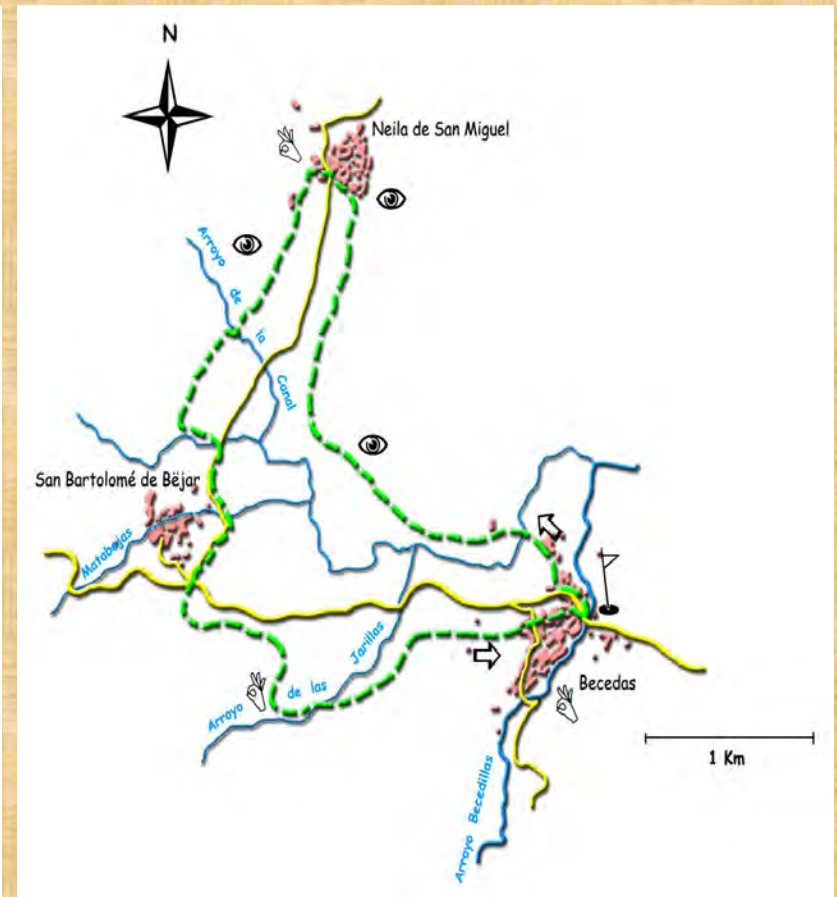 N
Neila de San Miguel
Arroyo de la Canal
San Bartolomé de Bëjar
Matabejas
Arroyo de las Jarillas
Becedas
1 Km
Arroyo Becedillas